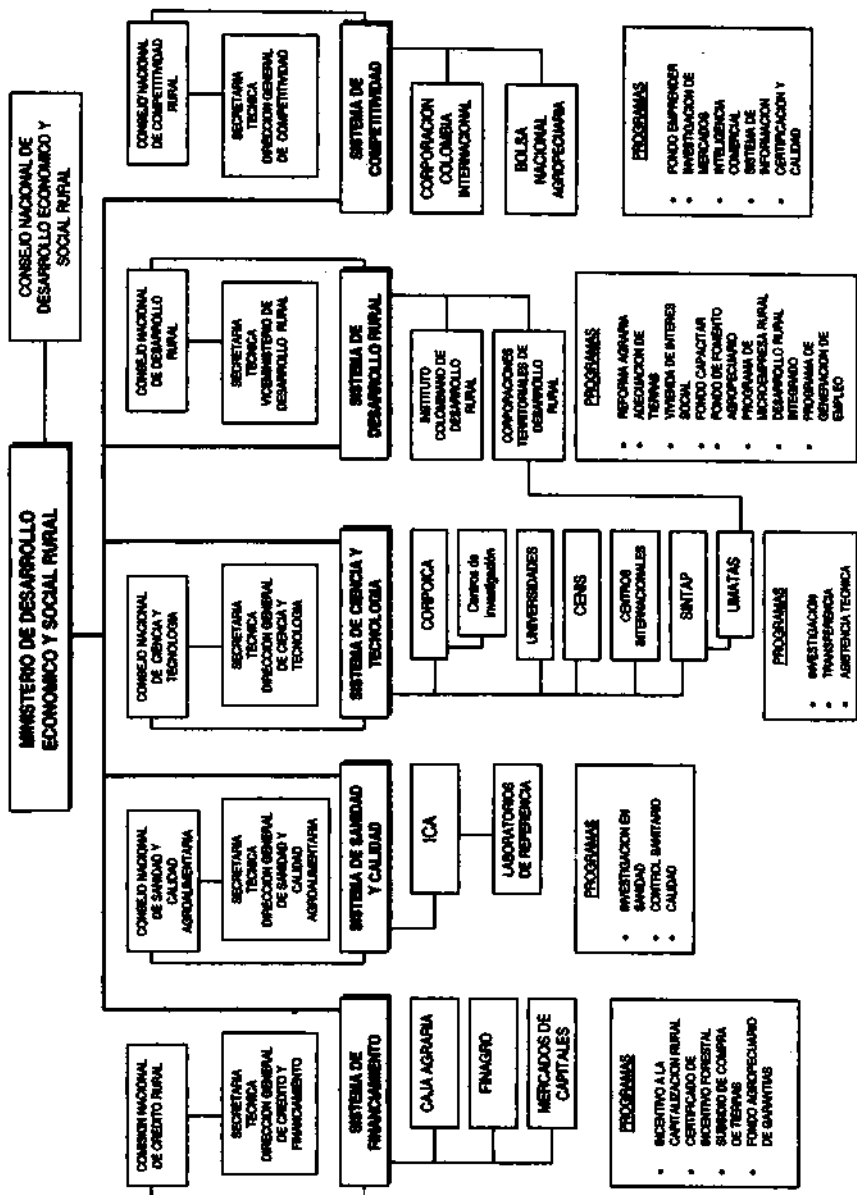 MINISTERIO DE DESARROLLO
ECONOMICO Y SOCIAL RURAL
CONSEJO NACIONAL DE
DESARROLLO ECONOMICO Y
SOCIAL RURAL
COMISION NACIONAL
DE CREDITO RURAL
SECRETARIA
TECNICA
DIRECCION GENERAL
DE CREDITO Y
FINANCIAMIENTO
SISTEMA DE
FINANCIAMIENTO
CAJA AGRARIA
FINAGRO
MERCADOS DE
CAPITALES
PROGRAMAS
* INCENTIVO A LA
CAPITALIZACION RURAL
* CERTIFICADO DE
INCENTIVO FORESTAL
* SUBSIDIO DE COMPRA
DE TIERRAS
* FONDO AGROPECUARIO
DE GARANTIAS
CONSEJO NACIONAL
DE SANIDAD Y
CALIDAD
AGROALIMENTARIA
SECRETARIA
TECNICA
DIRECCION GENERAL
DE SANIDAD Y
CALIDAD
AGROALIMENTARIA
SISTEMA DE SANIDAD
Y CALIDAD
ICA
LABORATORIOS
DE REFERENCIA
PROGRAMAS
* INVESTIGACION EN
SANIDAD
* CONTROL SANITARIO
* CALIDAD
CONSEJO NACIONAL
DE CIENCIA Y
TECNOLOGIA
SECRETARIA
TECNICA
DIRECCION GENERAL
DE CIENCIA Y
TECNOLOGIA
SISTEMA DE CIENCIA Y
TECNOLOGIA
CORPOICA
Centros de
investigación
UNIVERSIDADES
CENIS
CENTROS
INTERNACIONALES
SINTAP
UMATAS
PROGRAMAS
* INVESTIGACION
* TRANSFERENCIA
* ASISTENCIA TECNICA
CONSEJO NACIONAL
DE DESARROLLO
RURAL
SECRETARIA
TECNICA
VICEMINISTERIO DE
DESARROLLO RURAL
SISTEMA DE
DESARROLLO RURAL
INSTITUTO
COLOMBIANO DE
DESARROLLO
RURAL
CORPORACIONES
TERRITORIALES DE
DESARROLLO
RURAL
PROGRAMAS
* REFORMA AGRARIA
* ADECUACION DE
TIERRAS
* VIVIENDA DE INTERES
SOCIAL
* FONDO CAPACITAR
* FONDO DE FOMENTO
AGROPECUARIO
* PROGRAMA DE
MICROEMPRESA RURAL
* DESARROLLO RURAL
INTEGRADO
* PROGRAMA DE
GENERACION DE
EMPLEO
CONSEJO NACIONAL
DE COMPETITIVIDAD
RURAL
SECRETARIA
TECNICA
DIRECCION GENERAL
DE COMPETITIVIDAD
SISTEMA DE
COMPETITIVIDAD
CORPORACION
COLOMBIA
INTERNACIONAL
BOLSA
NACIONAL
AGROPECUARIA
PROGRAMAS
* FONDO EMPRENDER
* INVESTIGACION DE
MERCADOS
* INTELIGENCIA
COMERCIAL
* SISTEMA DE
INFORMACION
* CERTIFICACION Y
CALIDAD